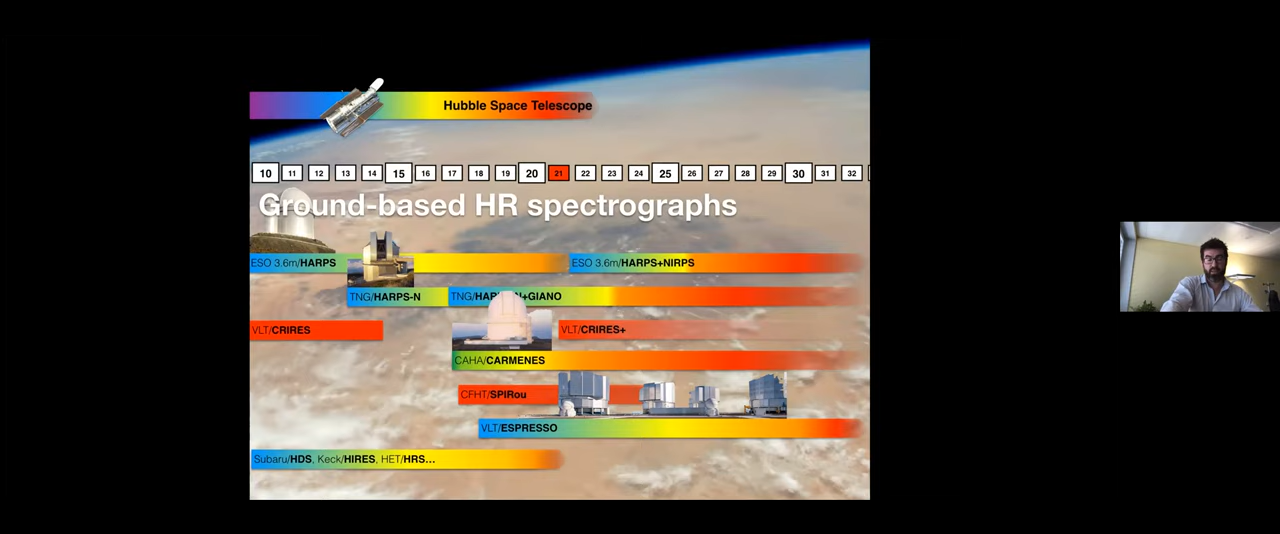 Hubble Space Telescope
10 11 12 13 14 15 16 17 18 19 20 21 22 23 24 25 26 27 28 29 30 31 32
Ground-based HR spectrographs
ESO 3.6m/HARPS
ESO 3.6m/HARPS+NIRPS
TNG/HARPS-N
TNG/HARPS-N+GIANO
VLT/CRIRES
VLT/CRIRES+
CAHA/CARMENES
CFHT/SPIRou
VLT/ESPRESSO
Subaru/HDS, Keck/HIRES, HET/HRS...